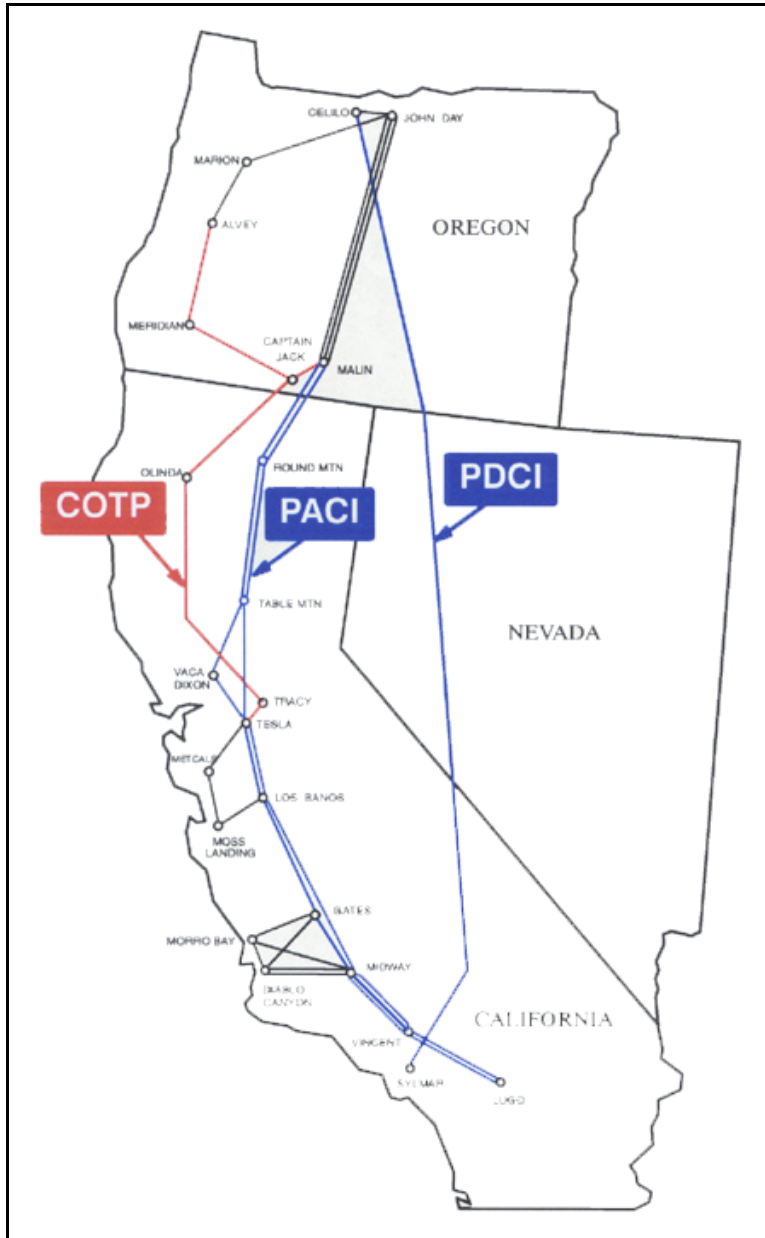 CELILO
JOHN DAY
MARION
ALVEY
OREGON
MERIDIAN
CAPTAIN
JACK
MALIN
OLINDA
ROUND MTN
COTP
PACI
PDCI
TABLE MTN
NEVADA
VACA
DIXON
TRACY
TESLA
METCALF
LOS BANOS
MOSS
LANDING
GATES
MORRO BAY
MIDWAY
DIABLO
CANYON
CALIFORNIA
VINCENT
SYLMAR
LUGO